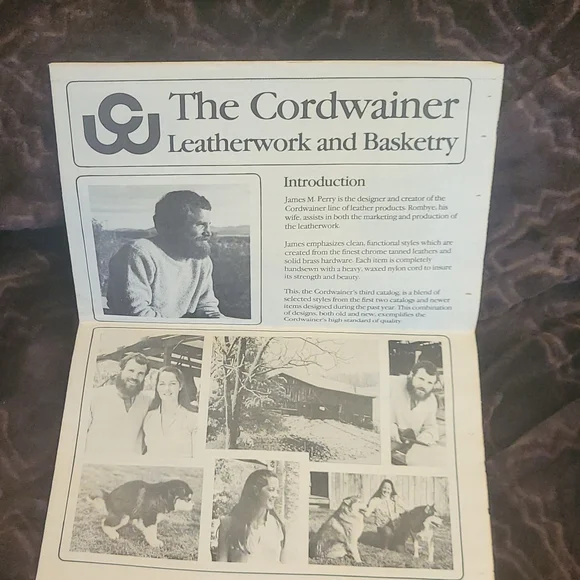 CW The Cordwainer
Leatherwork and Basketry
Introduction
James M. Perry is the designer and creator of the
Cordwainer line of leather products. Rombye, his
wife, assists in both the marketing and production of
the leatherwork.
James emphasizes clean, functional styles which are
created from the finest chrome tanned leathers and
solid brass hardware. Each item is completely
handsewn with a heavy, waxed nylon cord to insure
its strength and beauty.
This, the Cordwainer's third catalog, is a blend of
selected styles from the first two catalogs and newer
items designed during the past year. This combination
of designs, both old and new, exemplifies the
Cordwainer's high standard of quality.